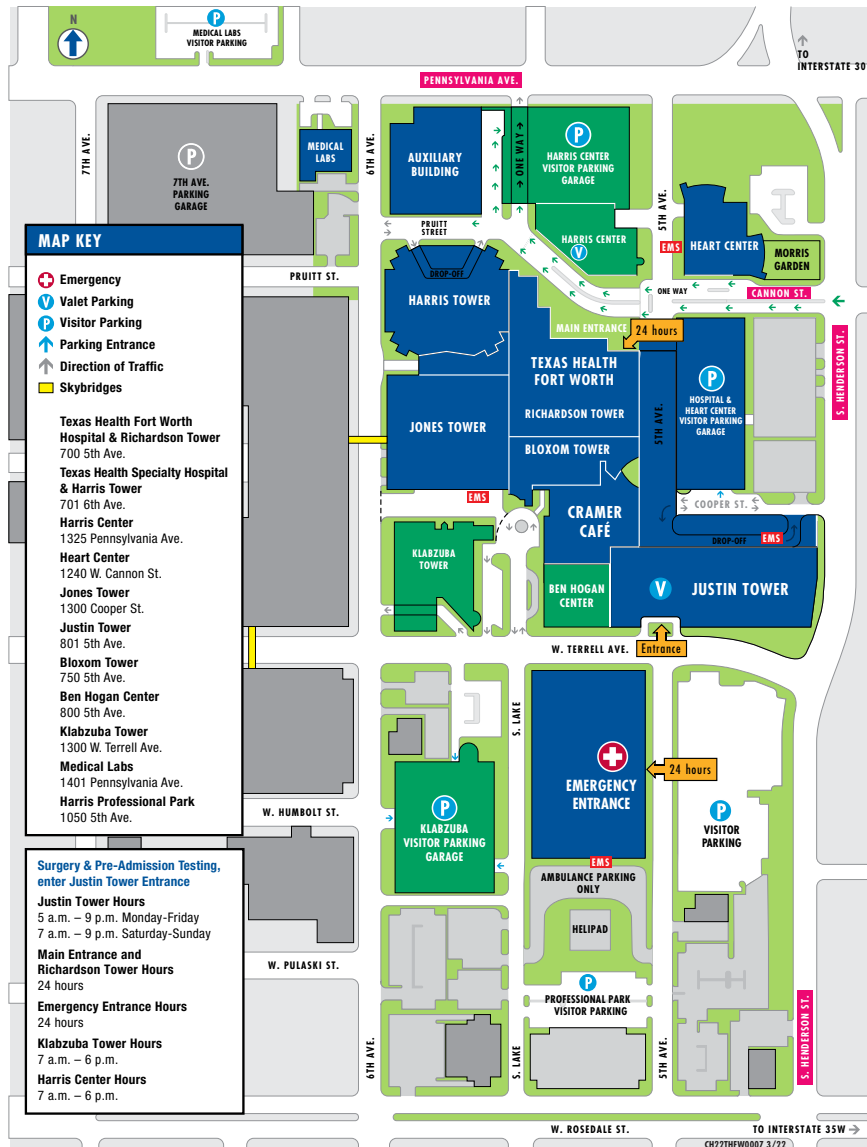 N
P
MEDICAL LABS
VISITOR PARKING
TO
INTERSTATE 30
PENNSYLVANIA AVE.
7TH AVE.
P
7TH AVE.
PARKING
GARAGE
MEDICAL
LABS
6TH AVE.
AUXILIARY
BUILDING
ONE WAY
P
HARRIS CENTER
VISITOR PARKING
GARAGE
5TH AVE.
PRUITT
STREET
HARRIS CENTER
V
EMS
HEART CENTER
MORRIS
GARDEN
PRUITT ST.
DROP-OFF
HARRIS TOWER
ONE WAY
CANNON ST.
MAIN ENTRANCE
24 hours
S. HENDERSON ST.
TEXAS HEALTH
FORT WORTH
RICHARDSON TOWER
P
HOSPITAL &
HEART CENTER
VISITOR PARKING
GARAGE
5TH AVE.
JONES TOWER
BLOXOM TOWER
EMS
COOPER ST.
CRAMER
CAFÉ
DROP-OFF
EMS
KLABZUBA
TOWER
BEN HOGAN
CENTER
V
JUSTIN TOWER
W. TERRELL AVE.
Entrance
S. LAKE
EMERGENCY
ENTRANCE
24 hours
W. HUMBOLT ST.
P
KLABZUBA
VISITOR PARKING
GARAGE
P
VISITOR
PARKING
EMS
AMBULANCE PARKING
ONLY
HELIPAD
W. PULASKI ST.
P
PROFESSIONAL PARK
VISITOR PARKING
6TH AVE.
S. LAKE
5TH AVE.
S. HENDERSON ST.
W. ROSEDALE ST.
TO INTERSTATE 35W
CH22THFW0007 3/22
MAP KEY
Emergency
V Valet Parking
P Visitor Parking
Parking Entrance
Direction of Traffic
Skybridges
Texas Health Fort Worth
Hospital & Richardson Tower
700 5th Ave.
Texas Health Specialty Hospital
& Harris Tower
701 6th Ave.
Harris Center
1325 Pennsylvania Ave.
Heart Center
1240 W. Cannon St.
Jones Tower
1300 Cooper St.
Justin Tower
801 5th Ave.
Bloxom Tower
750 5th Ave.
Ben Hogan Center
800 5th Ave.
Klabzuba Tower
1300 W. Terrell Ave.
Medical Labs
1401 Pennsylvania Ave.
Harris Professional Park
1050 5th Ave.
Surgery & Pre-Admission Testing,
enter Justin Tower Entrance
Justin Tower Hours
5 a.m. – 9 p.m. Monday-Friday
7 a.m. – 9 p.m. Saturday-Sunday
Main Entrance and
Richardson Tower Hours
24 hours
Emergency Entrance Hours
24 hours
Klabzuba Tower Hours
7 a.m. – 6 p.m.
Harris Center Hours
7 a.m. – 6 p.m.